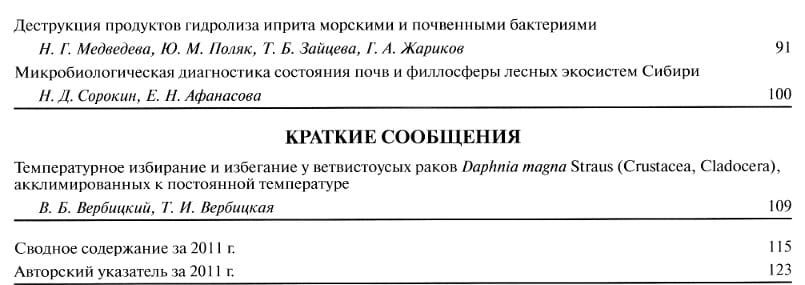 Деструкция продуктов гидролиза иприта морскими и почвенными бактериями
Н. Г. Медведева, Ю. М. Поляк, Т. Б. Зайцева, Г. А. Жариков 91
Микробиологическая диагностика состояния почв и филлосферы лесных экосистем Сибири
Н. Д. Сорокин, Е. Н. Афанасова 100
КРАТКИЕ СООБЩЕНИЯ
Температурное избирание и избегание у ветвистоусых раков Daphnia magna Straus (Crustacea, Cladocera),
акклимированных к постоянной температуре
В. Б. Вербицкий, Т. И. Вербицкая 109
Сводное содержание за 2011 г. 115
Авторский указатель за 2011 г. 123